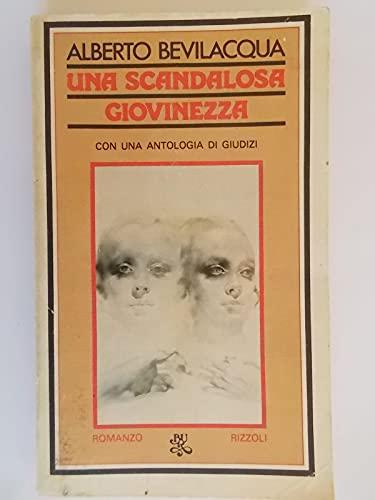 ALBERTO BEVILACQUA
UNA SCANDALOSA
GIOVINEZZA
CON UNA ANTOLOGIA DI GIUDIZI
ROMANZO BUR RIZZOLI